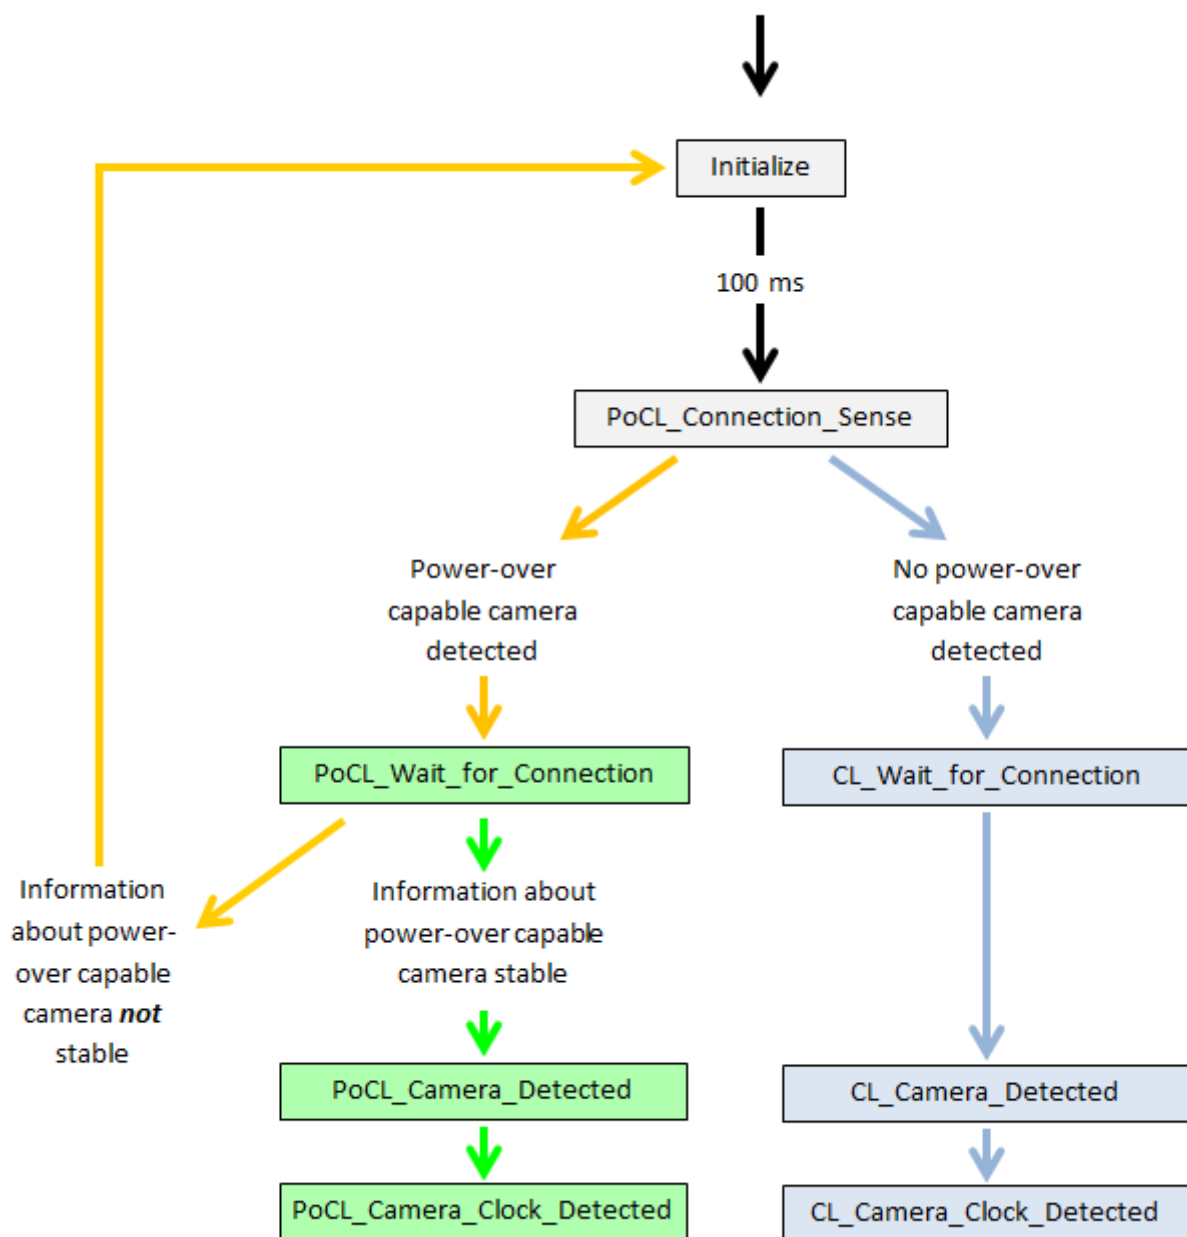 Initialize
100 ms
PoCL_Connection_Sense
Power-over
capable camera
detected
No power-over
capable camera
detected
PoCL_Wait_for_Connection
CL_Wait_for_Connection
Information
about power-
over capable
camera not
stable
Information about
power-over capable
camera stable
PoCL_Camera_Detected
CL_Camera_Detected
PoCL_Camera_Clock_Detected
CL_Camera_Clock_Detected